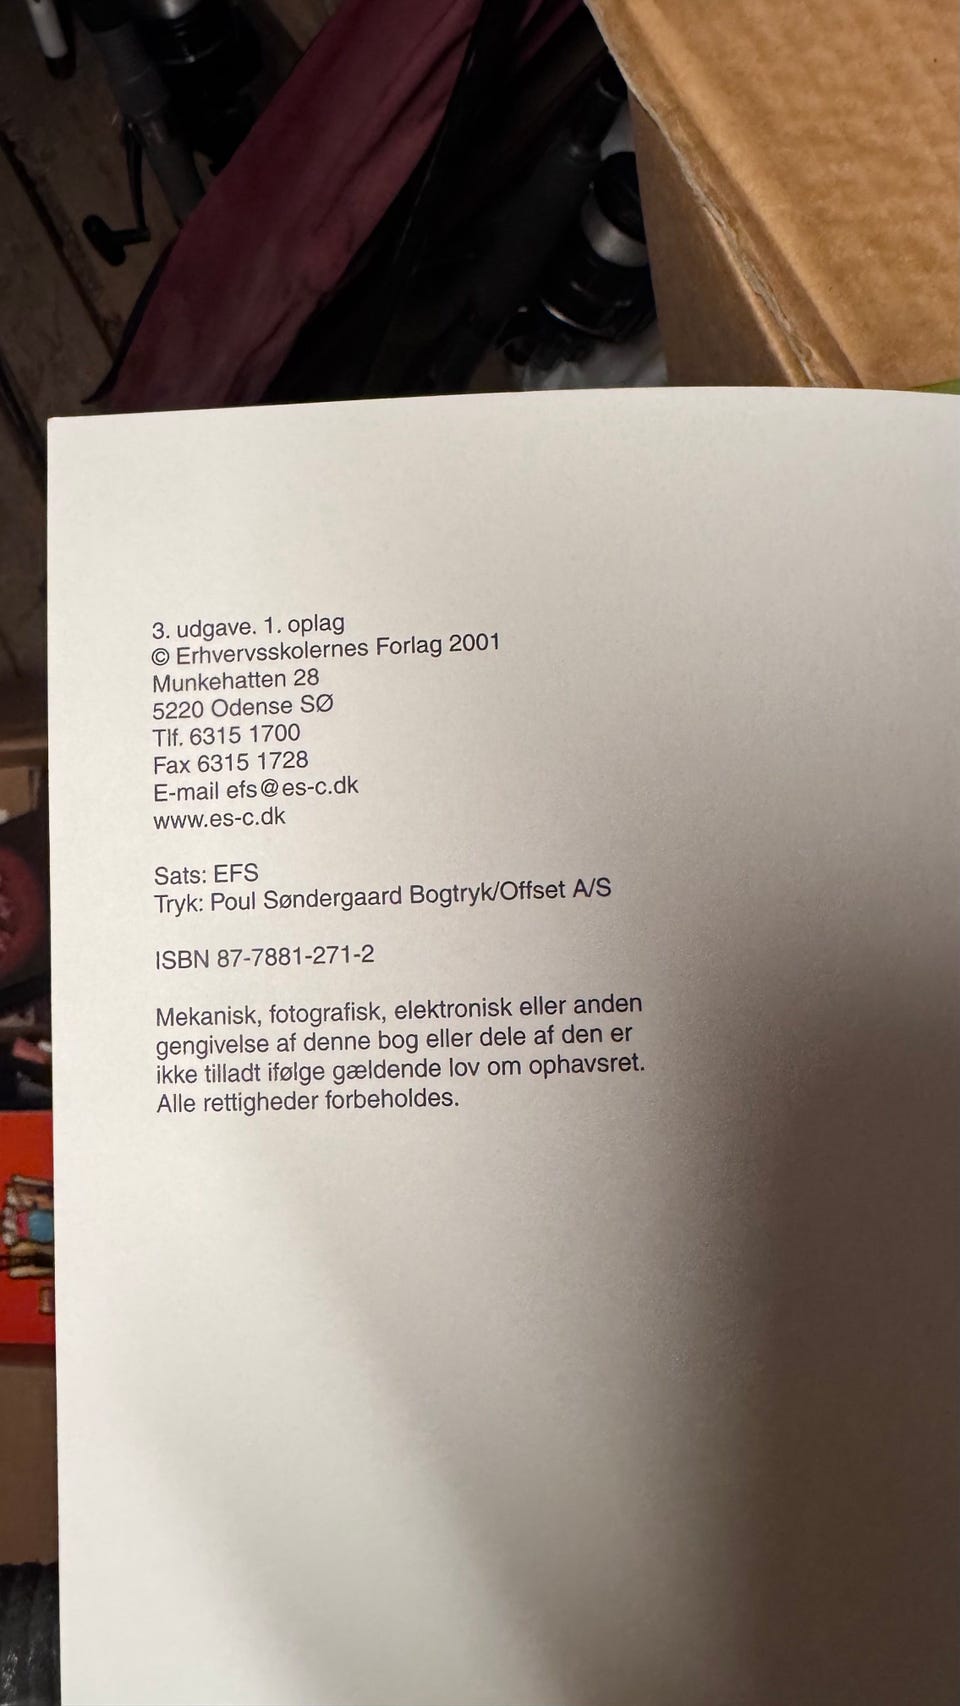 3. udgave. 1. oplag
© Erhvervsskolernes Forlag 2001
Munkehatten 28
5220 Odense SØ
Tlf. 6315 1700
Fax 6315 1728
E-mail efs@es-c.dk
www.es-c.dk
Sats: EFS
Tryk: Poul Søndergaard Bogtryk/Offset A/S
ISBN 87-7881-271-2
Mekanisk, fotografisk, elektronisk eller anden
gengivelse af denne bog eller dele af den er
ikke tilladt ifølge gældende lov om ophavsret.
Alle rettigheder forbeholdes.